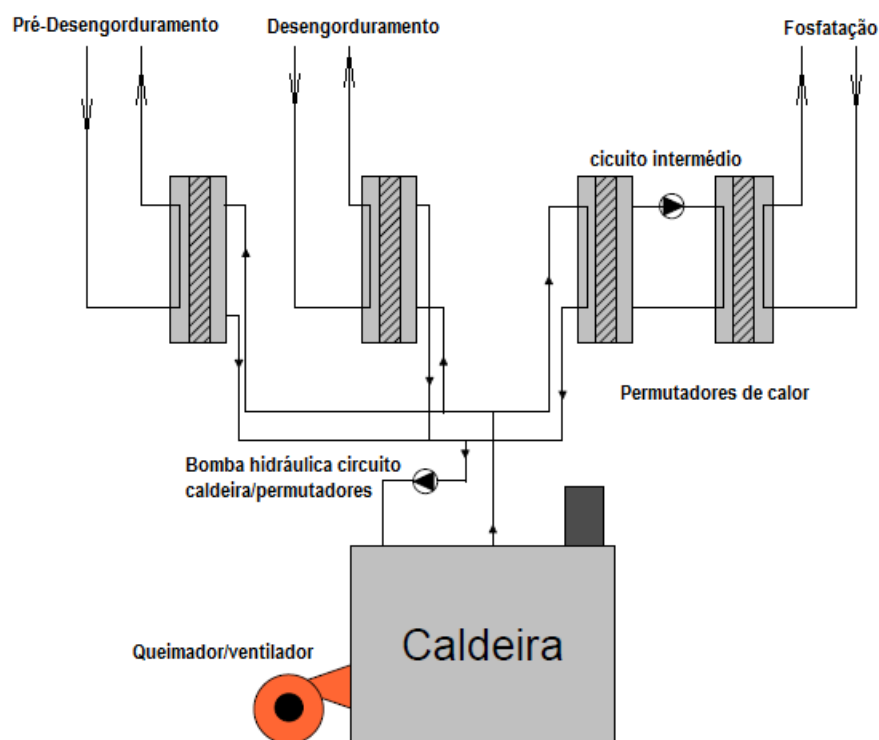 Pré-Desengorduramento
Desengorduramento
Fosfatação
cicuito intermédio
Permutadores de calor
Bomba hidráulica circuito
caldeira/permutadores
Caldeira
Queimador/ventilador